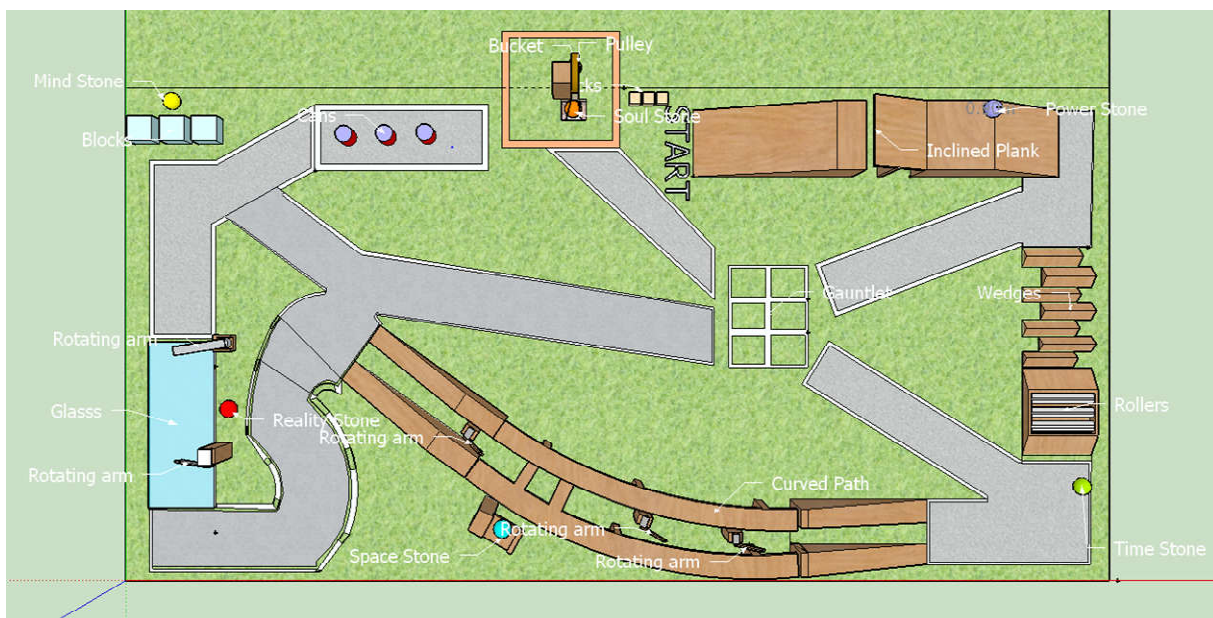 Bucket
Pulley
Mind Stone
ks
Cans
Soul Stone
Power Stone
Blocks
START
Inclined Plank
Gauntlet
Wedges
Rotating arm
Glasss
Reality Stone
Rollers
Rotating arm
Rotating arm
Curved Path
Rotating arm
Space Stone
Rotating arm
Time Stone